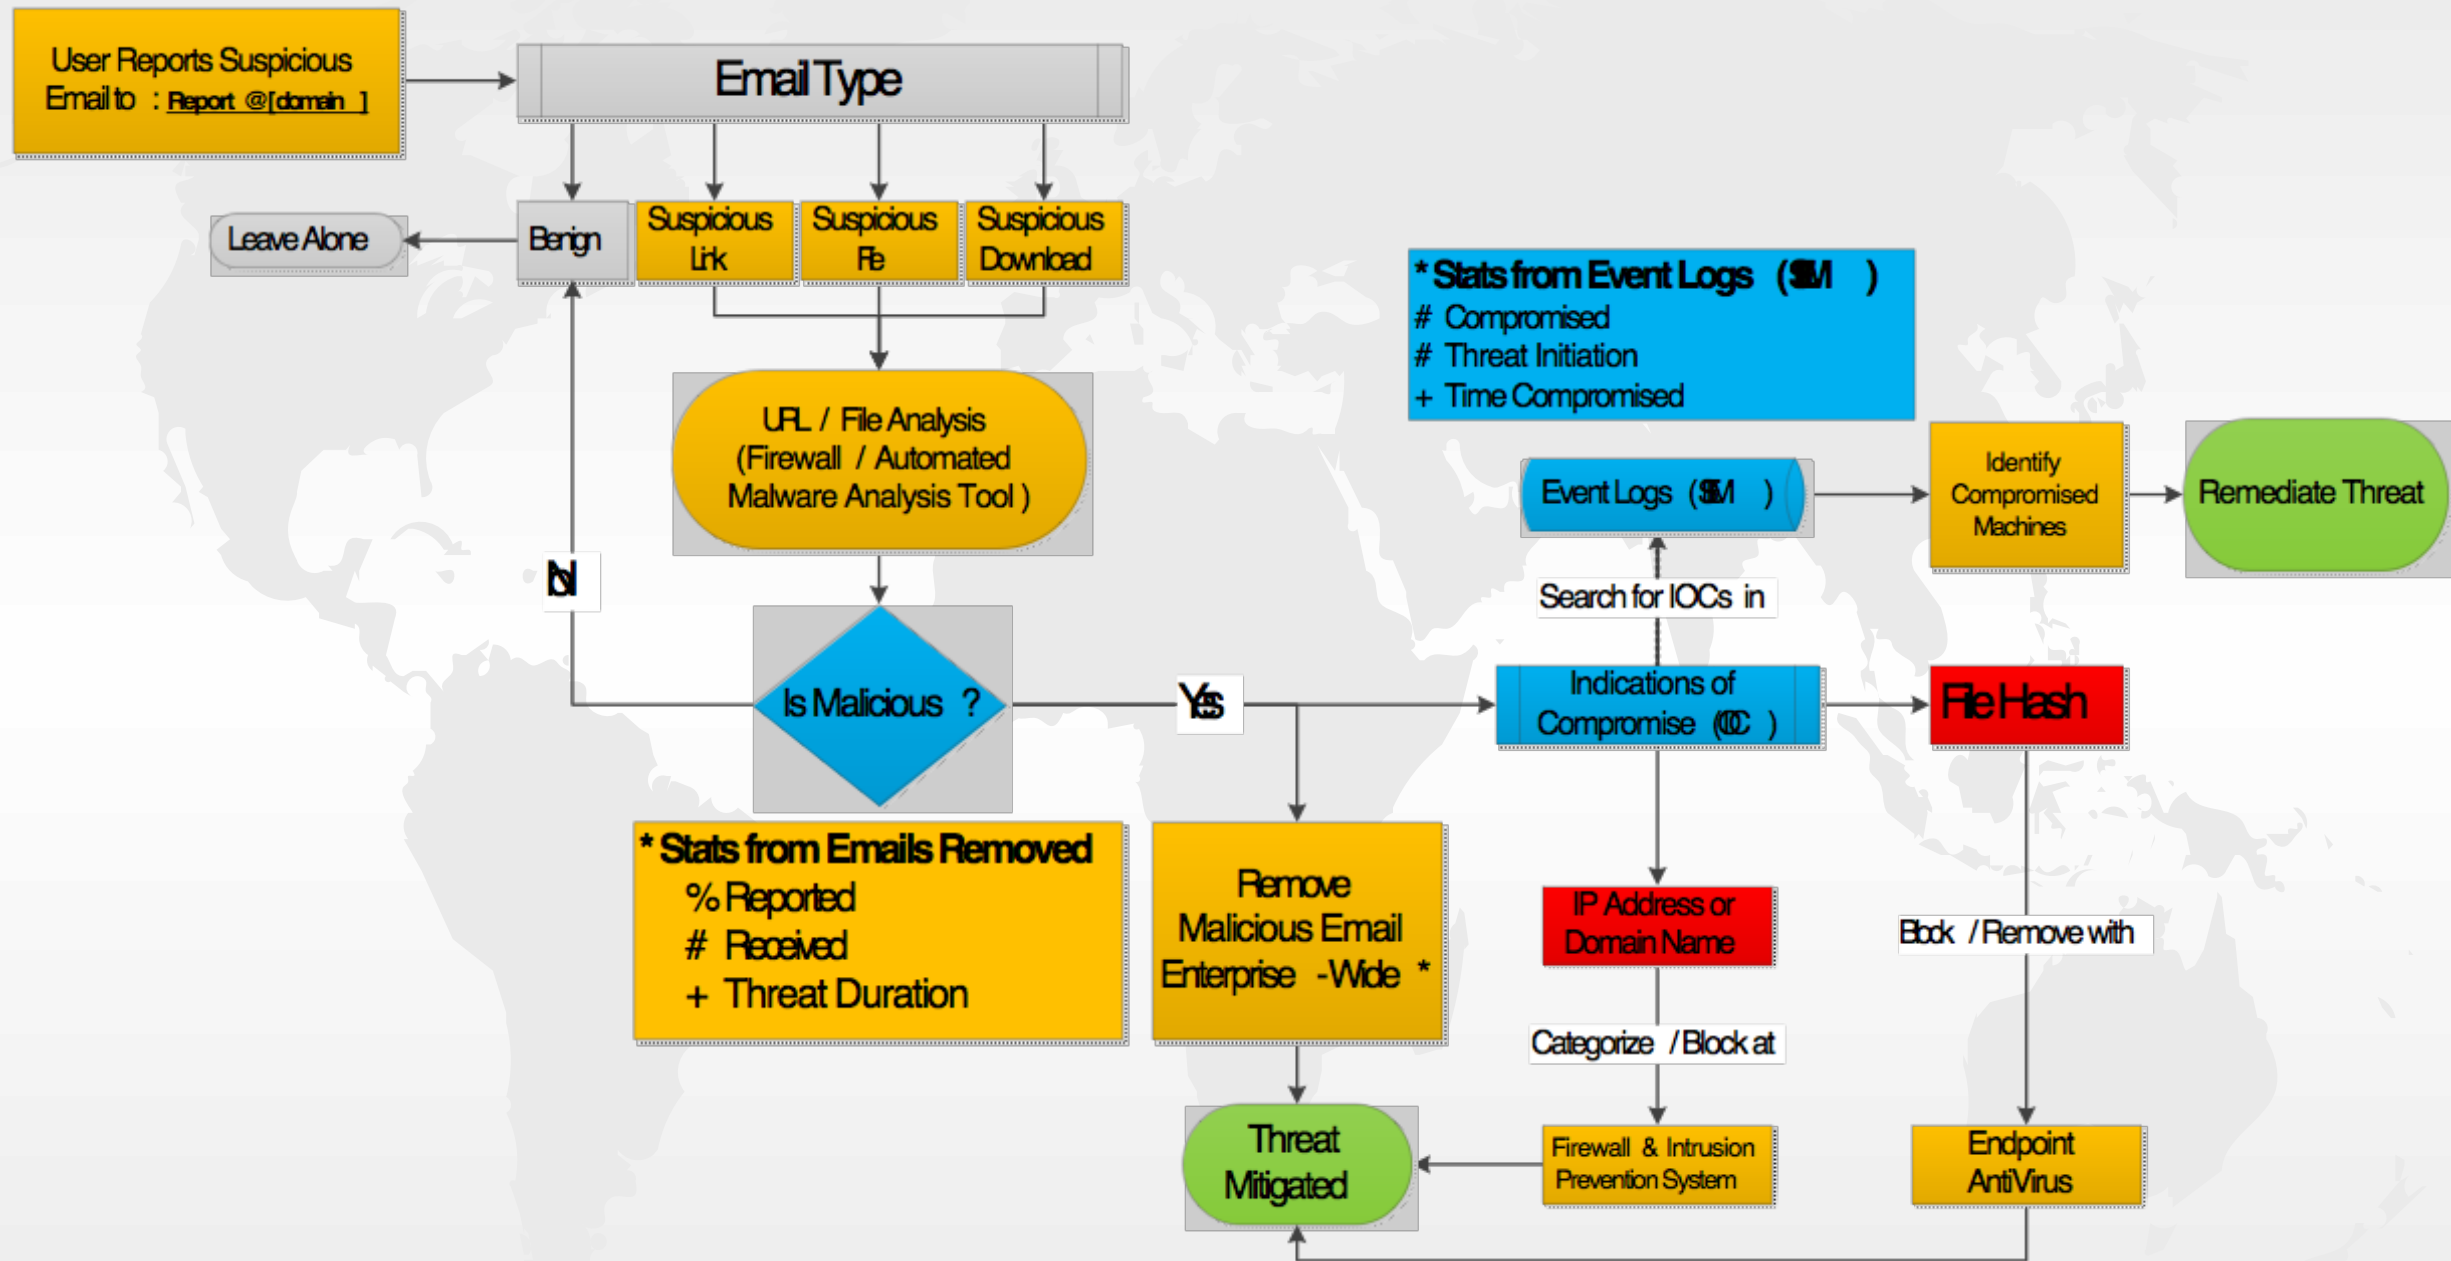 User Reports Suspicious
Email to : Report @[domain ]
Email Type
Leave Alone
Benign
Suspicious
Link
Suspicious
File
Suspicious
Download
* Stats from Event Logs (SIEM )
# Compromised
# Threat Initiation
+ Time Compromised
URL / File Analysis
(Firewall / Automated
Malware Analysis Tool )
Event Logs (SIEM )
Identify
Compromised
Machines
Remediate Threat
No
Search for IOCs in
Is Malicious ?
Yes
Indications of
Compromise (IOC )
File Hash
* Stats from Emails Removed
% Reported
# Received
+ Threat Duration
Remove
Malicious Email
Enterprise -Wide *
IP Address or
Domain Name
Block / Remove with
Categorize / Block at
Threat
Mitigated
Firewall & Intrusion
Prevention System
Endpoint
AntiVirus